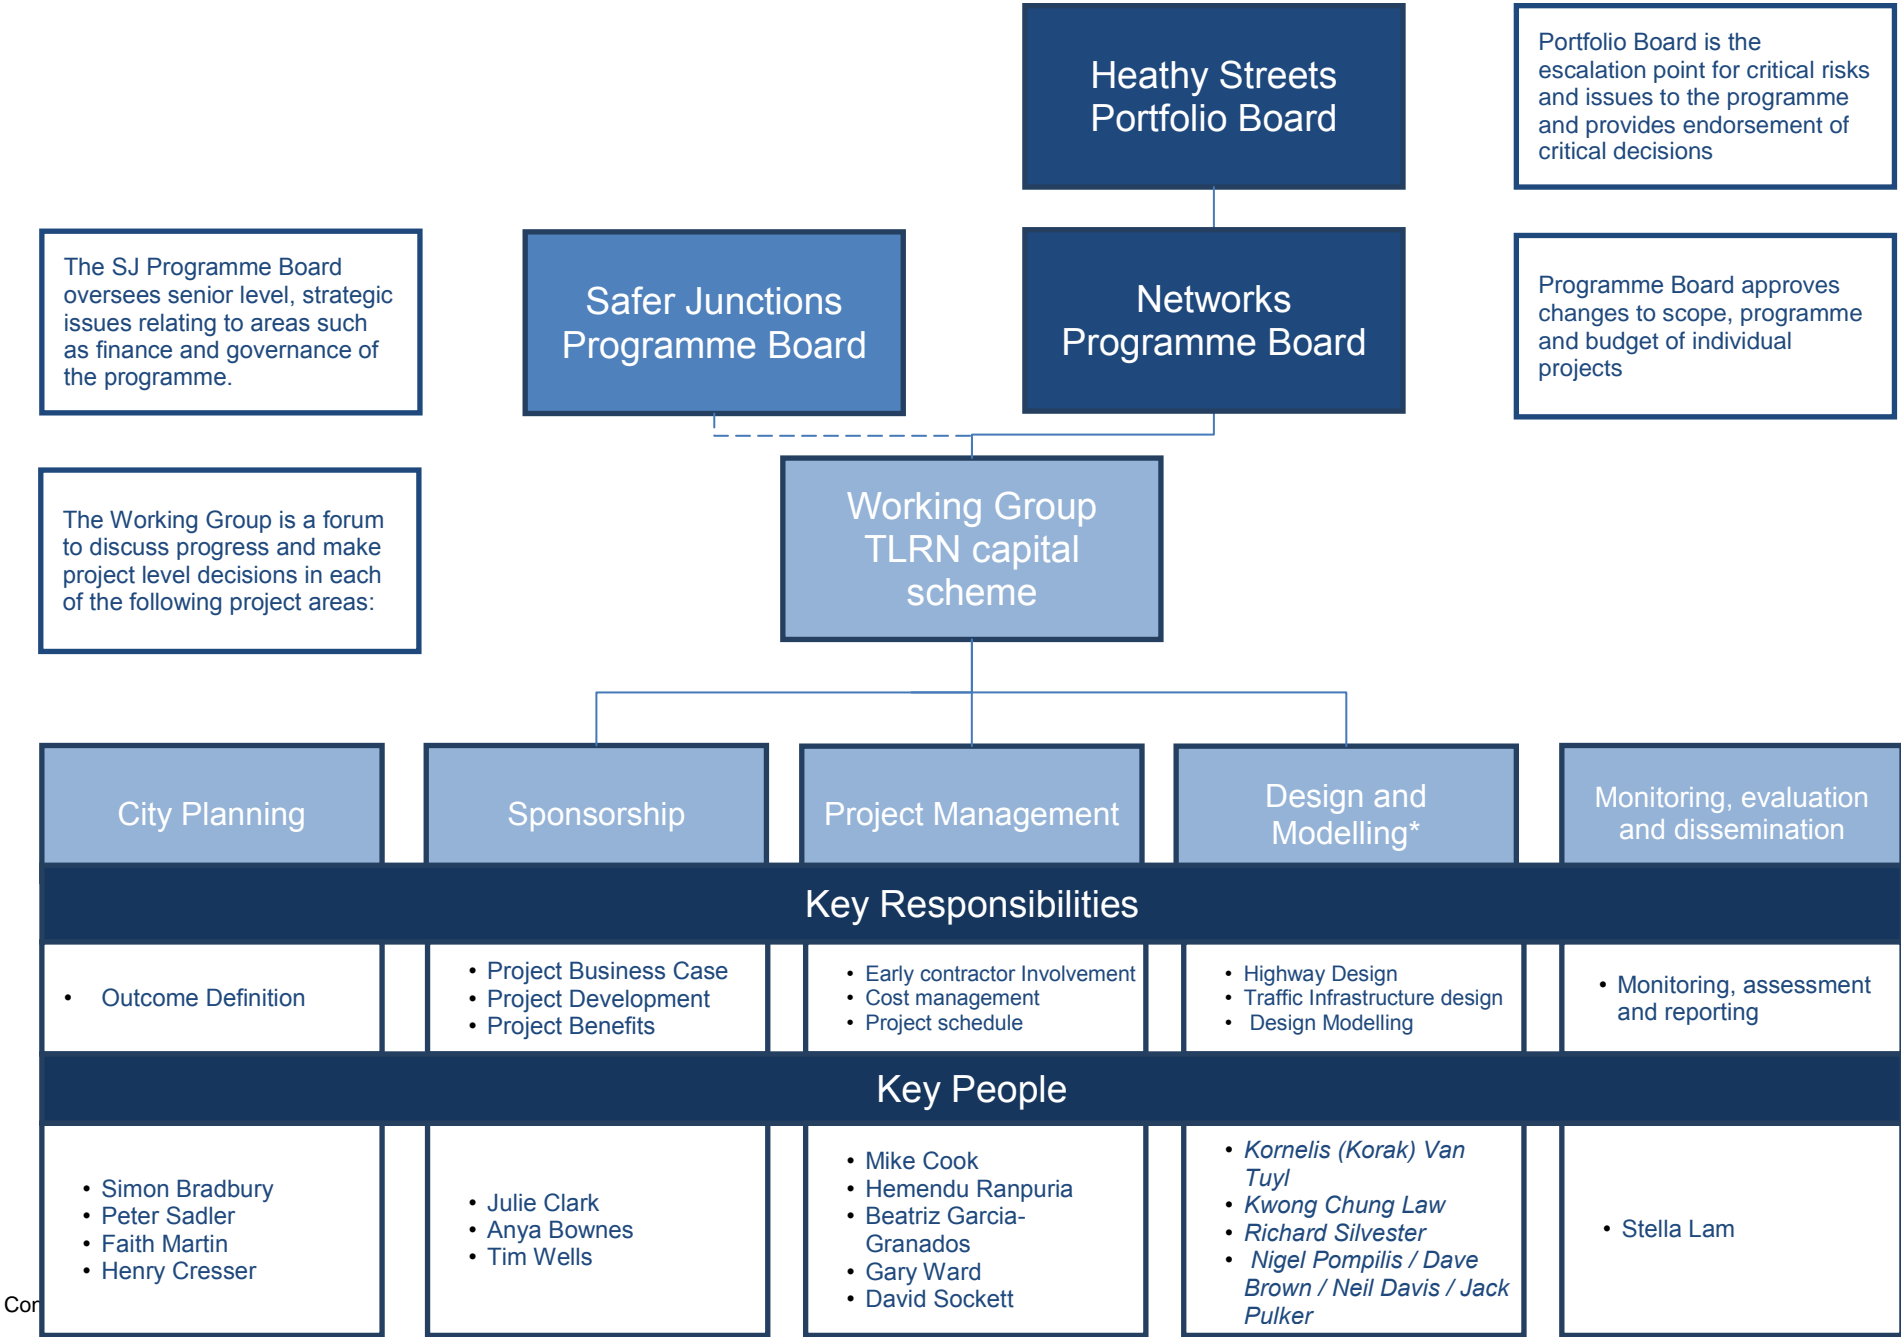 Heathy Streets
Portfolio Board
Portfolio Board is the
escalation point for critical risks
and issues to the programme
and provides endorsement of
critical decisions
The SJ Programme Board
oversees senior level, strategic
issues relating to areas such
as finance and governance of
the programme.
Safer Junctions
Programme Board
Networks
Programme Board
Programme Board approves
changes to scope, programme
and budget of individual
projects
The Working Group is a forum
to discuss progress and make
project level decisions in each
of the following project areas:
Working Group
TLRN capital
scheme
City Planning
Sponsorship
Project Management
Design and
Modelling*
Monitoring, evaluation
and dissemination
Key Responsibilities
• Outcome Definition
• Project Business Case
• Project Development
• Project Benefits
• Early contractor Involvement
• Cost management
• Project schedule
• Highway Design
• Traffic Infrastructure design
• Design Modelling
• Monitoring, assessment
and reporting
Key People
• Simon Bradbury
• Peter Sadler
• Faith Martin
• Henry Cresser
• Julie Clark
• Anya Bownes
• Tim Wells
• Mike Cook
• Hemendu Ranpuria
• Beatriz Garcia-
Granados
• Gary Ward
• David Sockett
• Kornelis (Korak) Van
Tuyl
• Kwong Chung Law
• Richard Silvester
• Nigel Pompilis / Dave
Brown / Neil Davis / Jack
Pulker
• Stella Lam
Cor